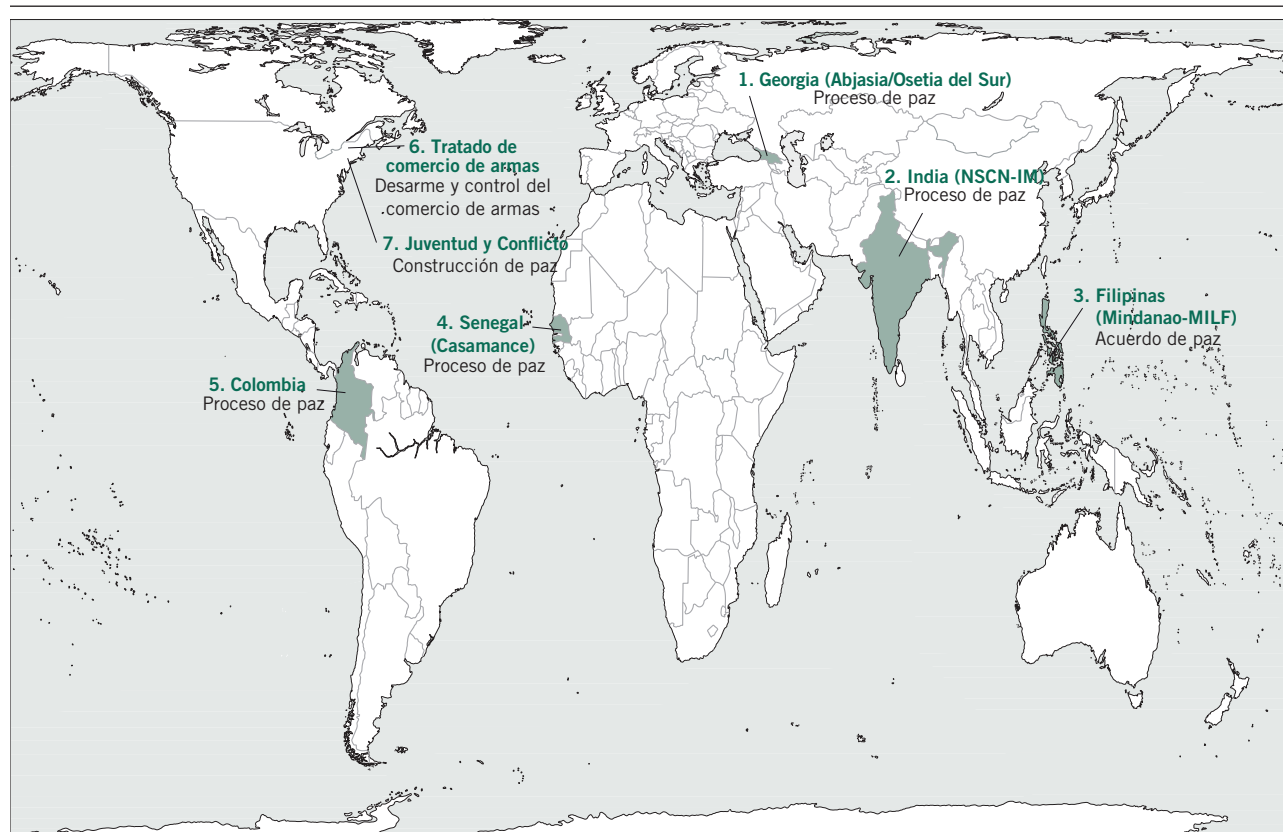 1. Georgia (Abjasia/Osetia del Sur)
Proceso de paz
2. India (NSCN-IM)
Proceso de paz
3. Filipinas
(Mindanao-MILF)
Acuerdo de paz
4. Senegal
(Casamance)
Proceso de paz
5. Colombia
Proceso de paz
6. Tratado de
comercio de armas
Desarme y control del
comercio de armas
7. Juventud y Conflicto
Construcción de paz